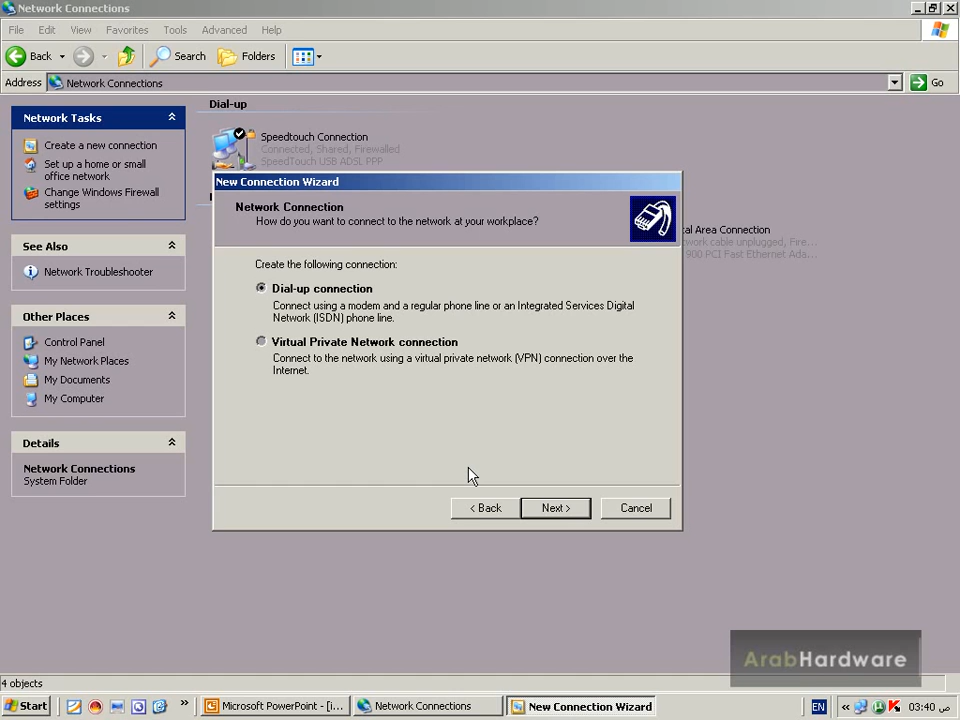 Network Connections
File Edit View Favorites Tools Advanced Help
Back Search Folders
Address Network Connections Go
Network Tasks
Create a new connection
Set up a home or small
office network
Change Windows Firewall
settings
See Also
Network Troubleshooter
Other Places
Control Panel
My Network Places
My Documents
My Computer
Details
Network Connections
System Folder
Dial-up
Speedtouch Connection
Connected, Shared, Firewalled
SpeedTouch USB ADSL PPP
cal Area Connection
twork cable unplugged, Fire...
900 PCI Fast Ethernet Ada...
New Connection Wizard
Network Connection
How do you want to connect to the network at your workplace?
Create the following connection:
Dial-up connection
Connect using a modem and a regular phone line or an Integrated Services Digital
Network (ISDN) phone line.
Virtual Private Network connection
Connect to the network using a virtual private network (VPN) connection over the
Internet.
< Back Next > Cancel
ArabHardware
4 objects
Start » Microsoft PowerPoint - [i... Network Connections New Connection Wizard EN « 03:40 ص